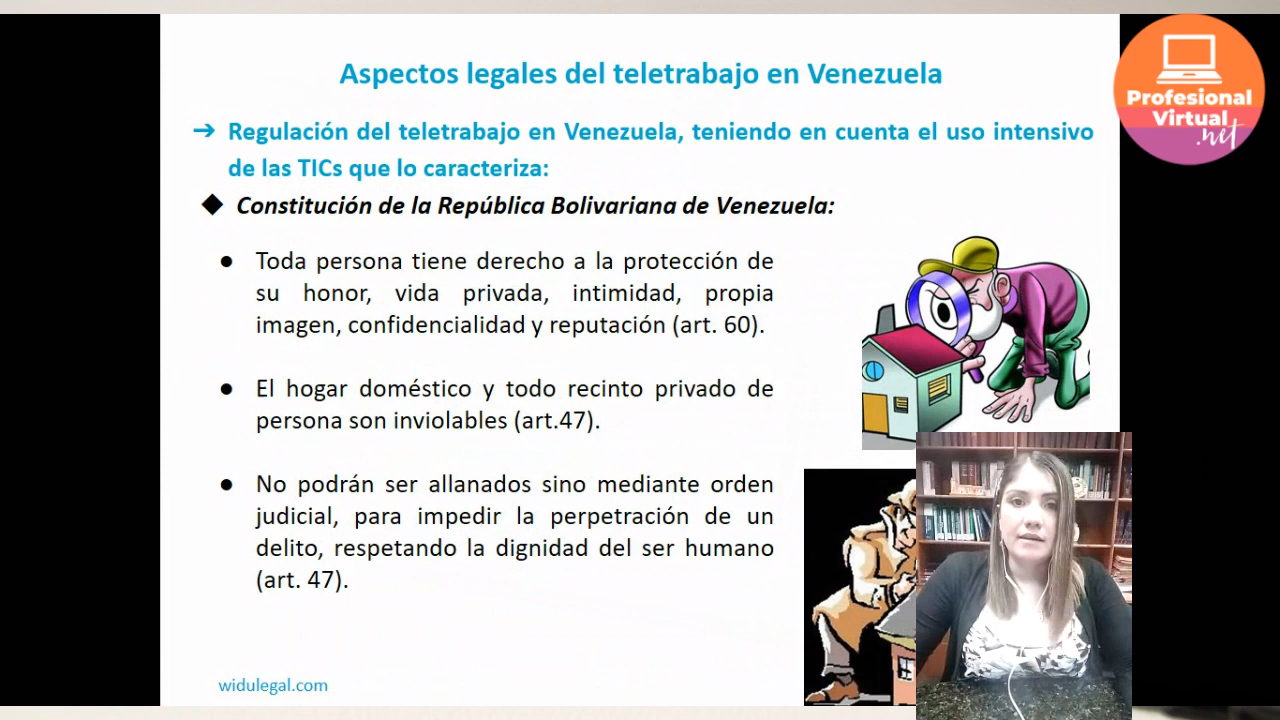 Aspectos legales del teletrabajo en Venezuela
➔ Regulación del teletrabajo en Venezuela, teniendo en cuenta el uso intensivo
de las TICs que lo caracteriza:
◆ Constitución de la República Bolivariana de Venezuela:
● Toda persona tiene derecho a la protección de
su honor, vida privada, intimidad, propia
imagen, confidencialidad y reputación (art. 60).
● El hogar doméstico y todo recinto privado de
persona son inviolables (art.47).
● No podrán ser allanados sino mediante orden
judicial, para impedir la perpetración de un
delito, respetando la dignidad del ser humano
(art. 47).
widulegal.com
Profesional
Virtual
.net